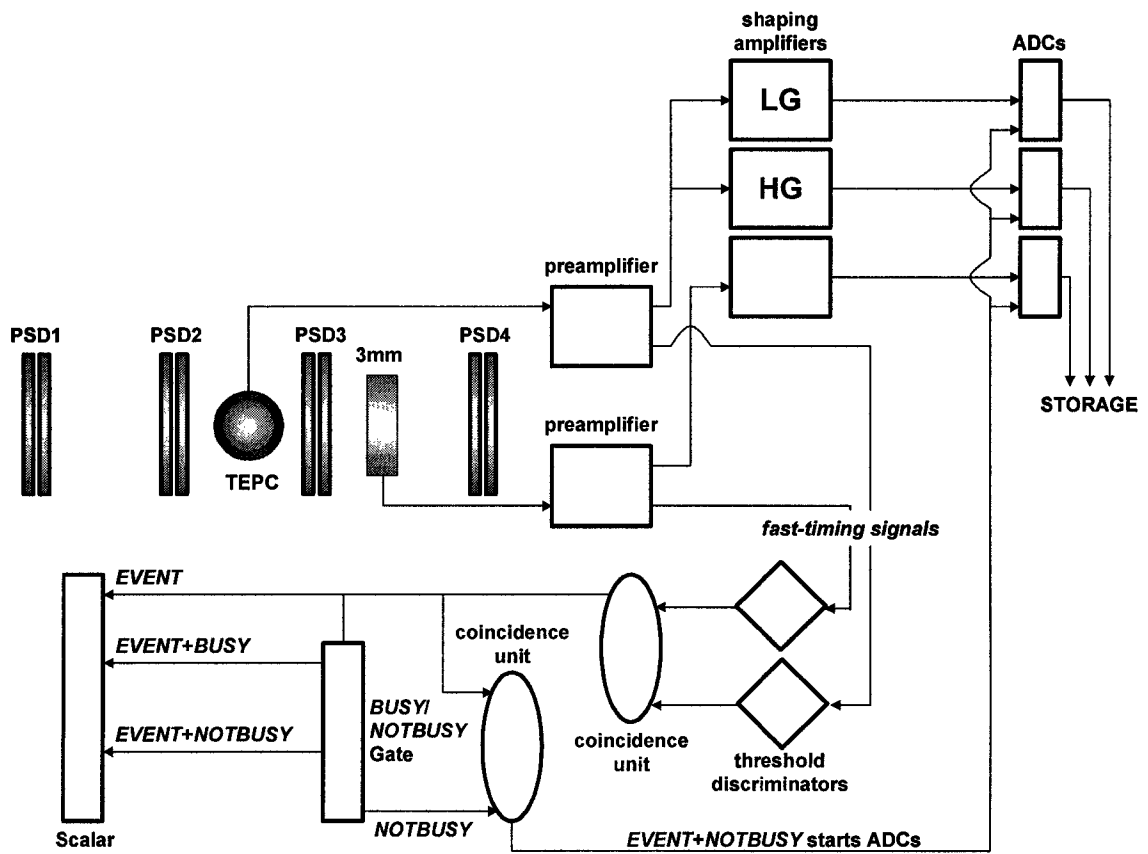 shaping
amplifiers
ADCs
LG
HG
preamplifier
PSD1
PSD2
PSD3
3mm
PSD4
STORAGE
TEPC
preamplifier
fast-timing signals
EVENT
EVENT+BUSY
EVENT+NOTBUSY
coincidence
unit
BUSY/
NOTBUSY
Gate
coincidence
unit
threshold
discriminators
NOTBUSY
Scalar
EVENT+NOTBUSY starts ADCs